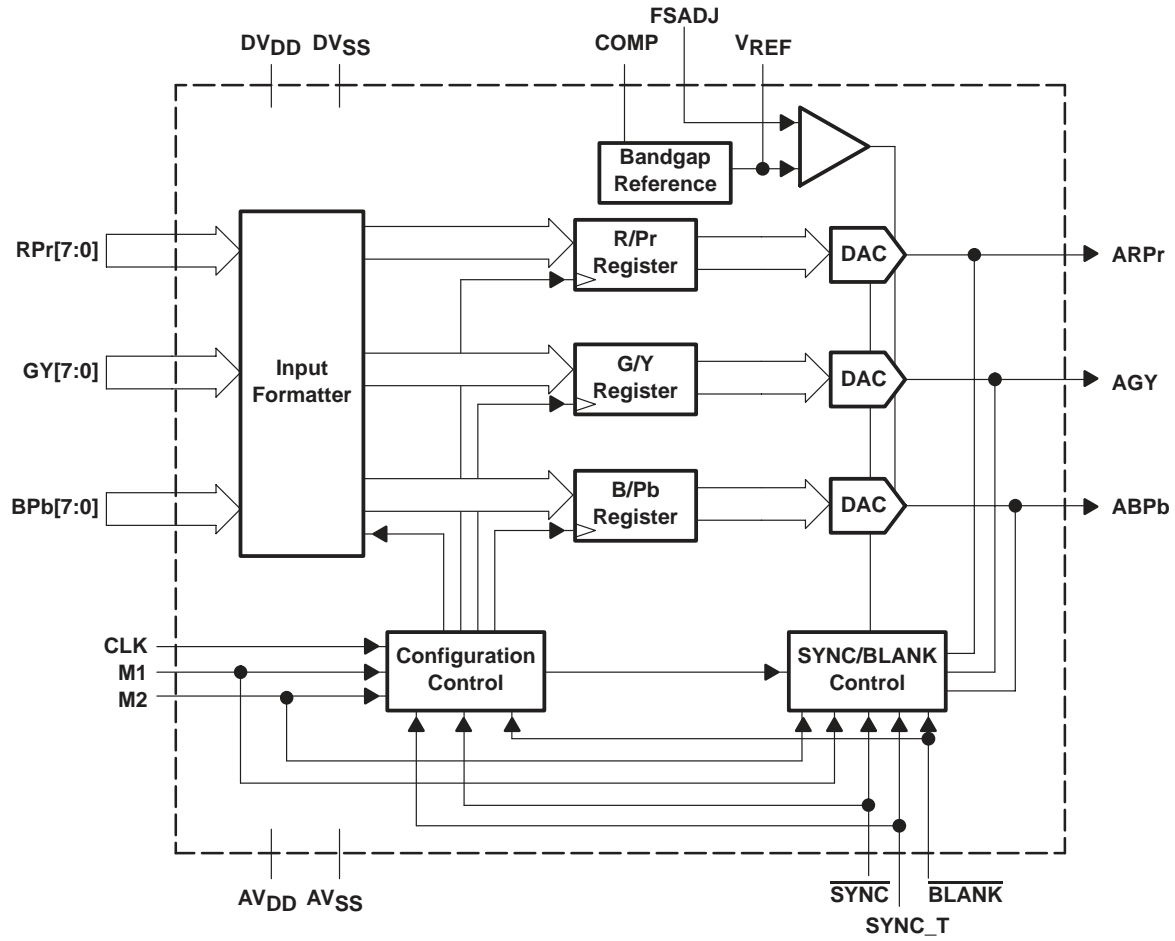 FSADJ
DVDD DVSS
COMP
VREF
Bandgap
Reference
RPr[7:0]
R/Pr
Register
DAC
ARPr
GY[7:0]
Input
Formatter
G/Y
Register
DAC
AGY
BPb[7:0]
B/Pb
Register
DAC
ABPb
CLK
M1
M2
Configuration
Control
SYNC/BLANK
Control
AVDD AVSS
SYNC
BLANK
SYNC_T